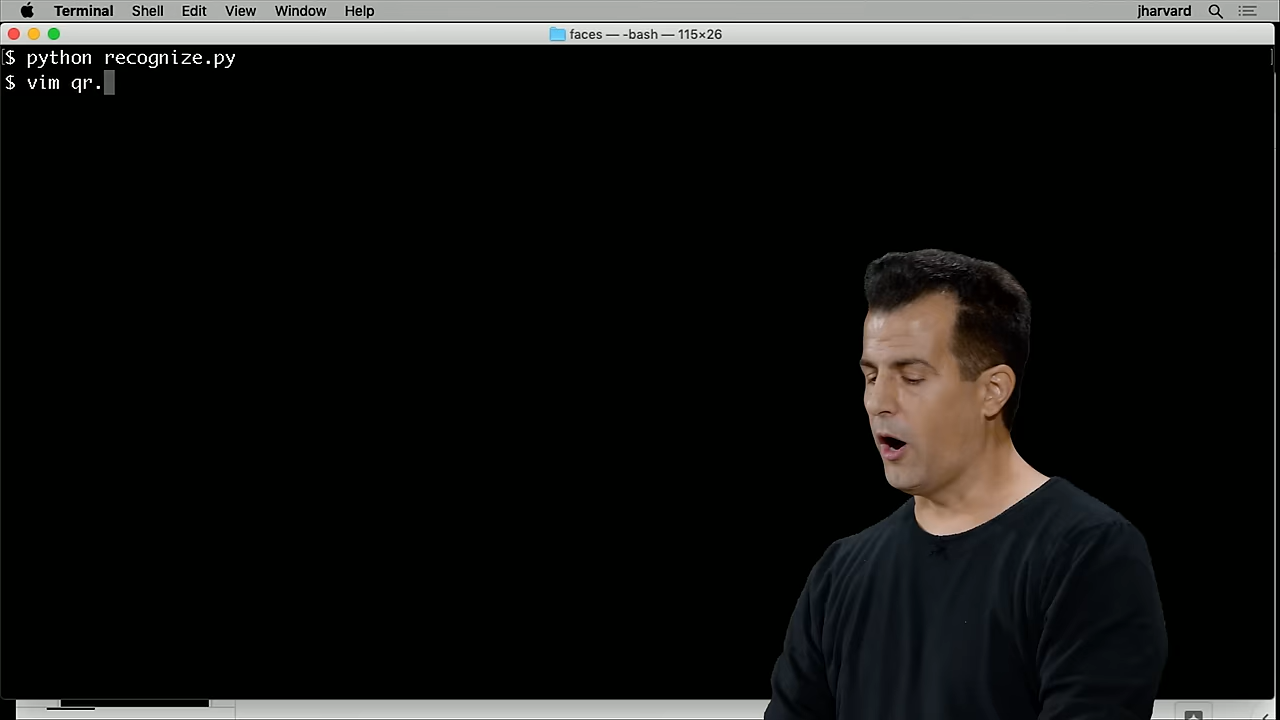 Terminal Shell Edit View Window Help jharvard
faces — -bash — 115×26
$ python recognize.py
$ vim qr.